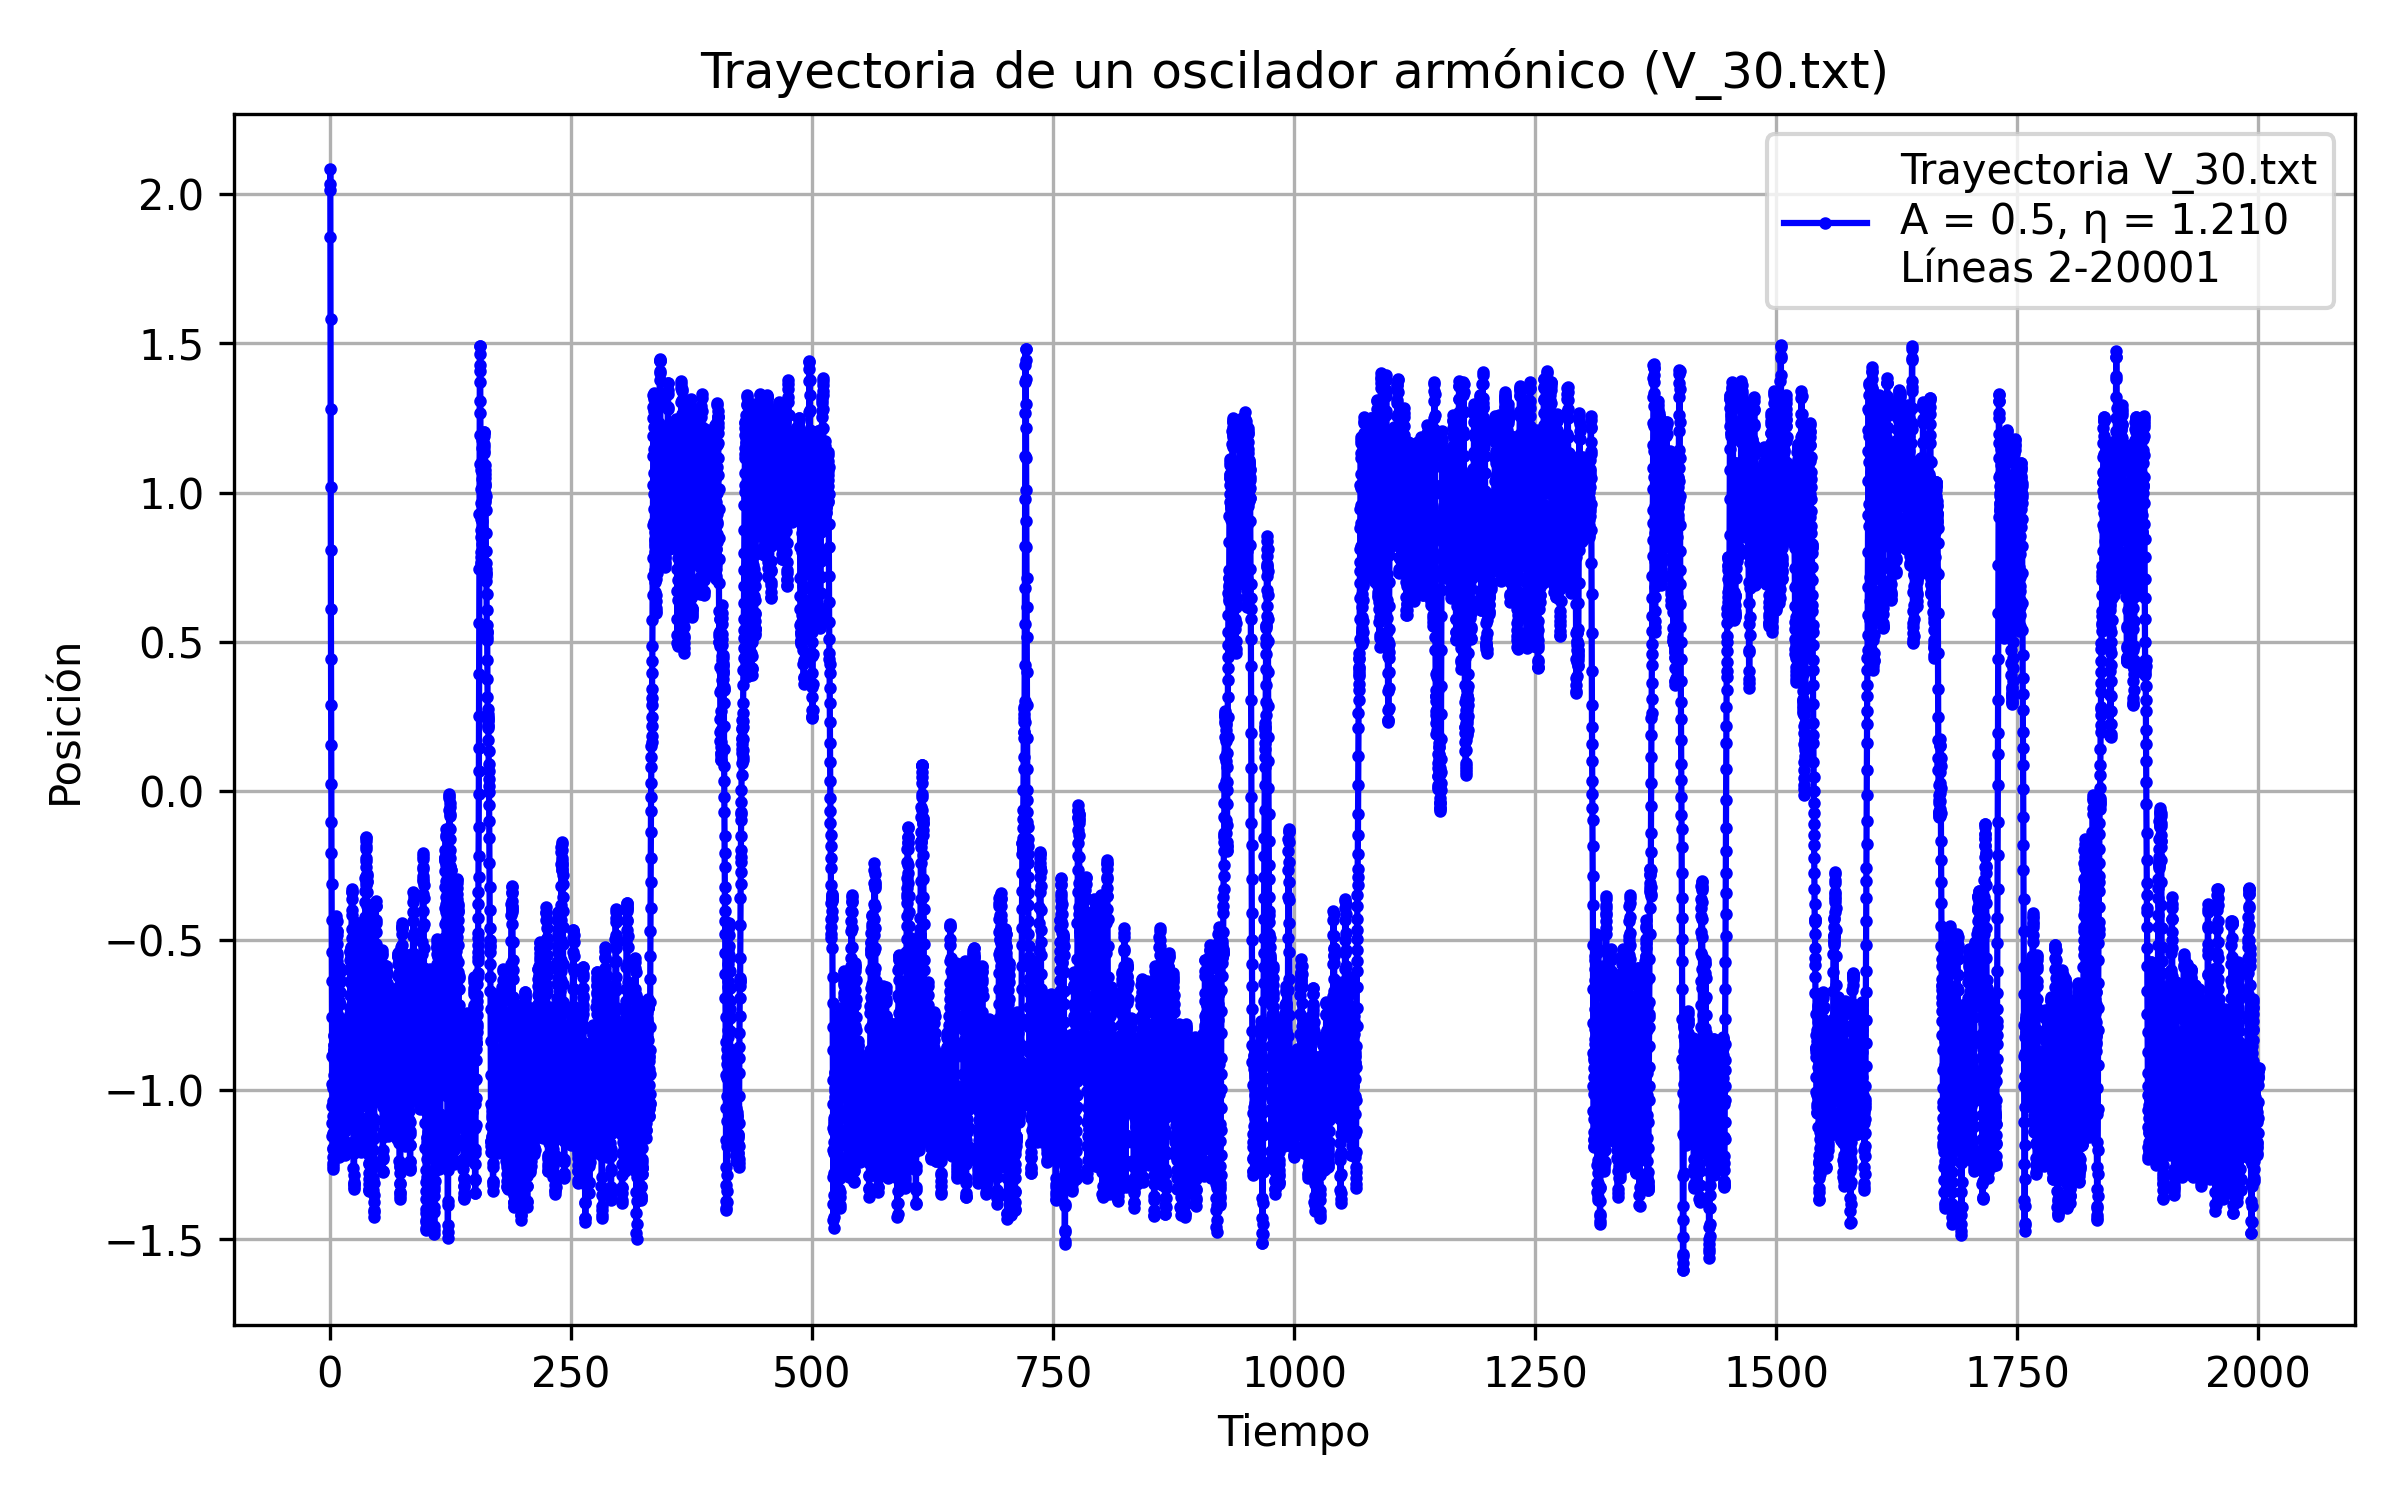 Trayectoria de un oscilador armónico (V_30.txt)
Trayectoria V_30.txt
A = 0.5, η = 1.210
Líneas 2-20001
Posición
2.0
1.5
1.0
0.5
0.0
−0.5
−1.0
−1.5
0 250 500 750 1000 1250 1500 1750 2000
Tiempo